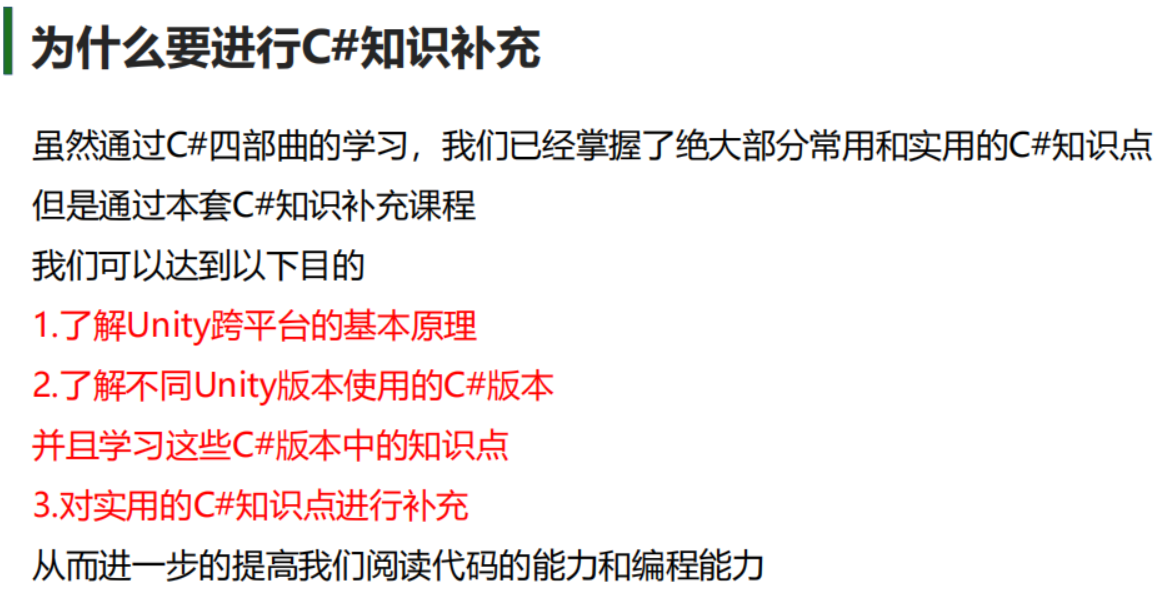 为什么要进行C#知识补充
虽然通过C#四部曲的学习，我们已经掌握了绝大部分常用和实用的C#知识点
但是通过本套C#知识补充课程
我们可以达到以下目的
1.了解Unity跨平台的基本原理
2.了解不同Unity版本使用的C#版本
并且学习这些C#版本中的知识点
3.对实用的C#知识点进行补充
从而进一步的提高我们阅读代码的能力和编程能力